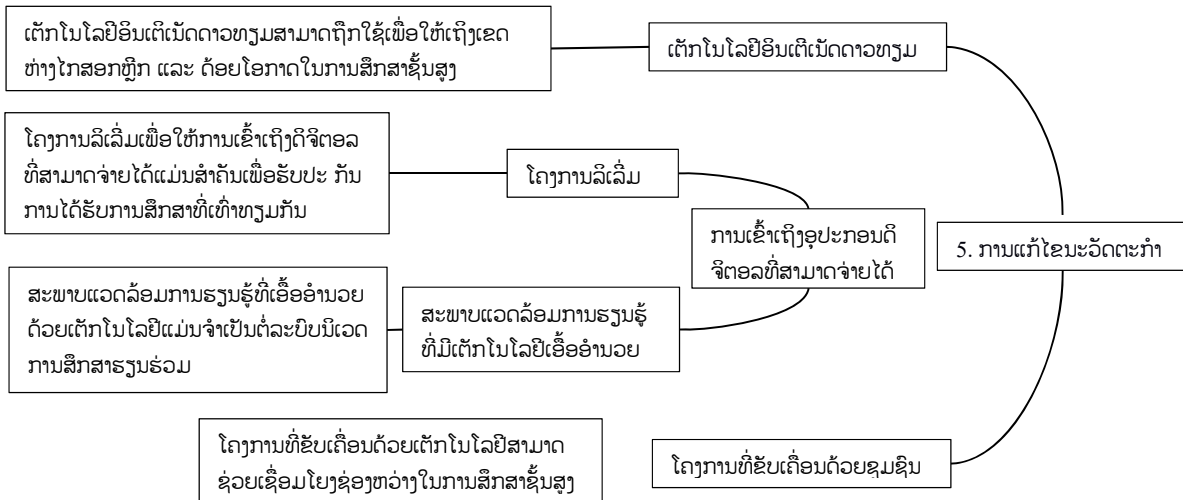 ເຕັກໂນໂລຢີອິນເຕິເນັດດາວທຽມສາມາດຖືກໃຊ້ເພື່ອໃຫ້ເຖິງເຂດ
ຫ່າງໄກສອກຫຼີກ ແລະ ດ້ອຍໂອກາດໃນການສຶກສາຊັ້ນສູງ
ເຕັກໂນໂລຢີອິນເຕີເນັດດາວທຽມ
ໂຄງການລິເລີ່ມເພື່ອໃຫ້ການເຂົ້າເຖິງດິຈິຕອລ
ທີ່ສາມາດຈ່າຍໄດ້ແມ່ນສຳຄັນເພື່ອຮັບປະ ກັນ
ການໄດ້ຮັບການສຶກສາທີ່ເທົ່າທຽມກັນ
ໂຄງການລິເລີ່ມ
ການເຂົ້າເຖິງອຸປະກອນດິ
ຈິຕອລທີ່ສາມາດຈ່າຍໄດ້
5. ການແກ້ໄຂນະວັດຕະກຳ
ສະພາບແວດລ້ອມການຮຽນຮູ້ທີ່ເອື້ອອຳນວຍ
ດ້ວຍເຕັກໂນໂລຢີແມ່ນຈຳເປັນຕໍ່ລະບົບນິເວດ
ການສຶກສາຮຽນຮ່ວມ
ສະພາບແວດລ້ອມການຮຽນຮູ້
ທີ່ມີເຕັກໂນໂລຢີເອື້ອອຳນວຍ
ໂຄງການທີ່ຂັບເຄື່ອນດ້ວຍເຕັກໂນໂລຢີສາມາດ
ຊ່ວຍເຊື່ອມໂຍງຊ່ອງຫວ່າງໃນການສຶກສາຊັ້ນສູງ
ໂຄງການທີ່ຂັບເຄື່ອນດ້ວຍຊຸມຊົນ